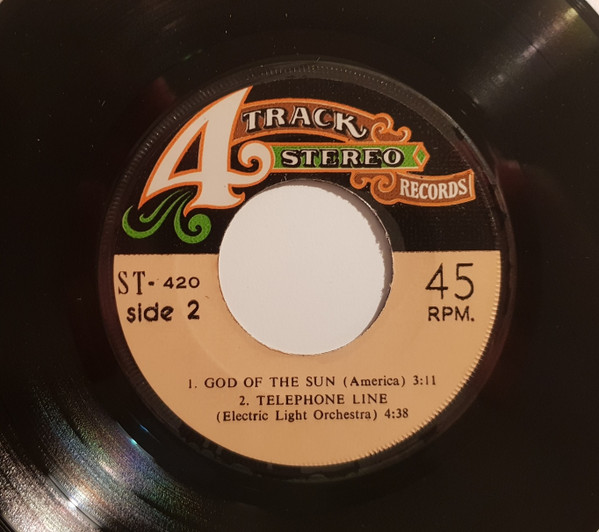 4 TRACK
STEREO
RECORDS
ST- 420
side 2
45
RPM.
1. GOD OF THE SUN (America) 3:11
2. TELEPHONE LINE
(Electric Light Orchestra) 4:38